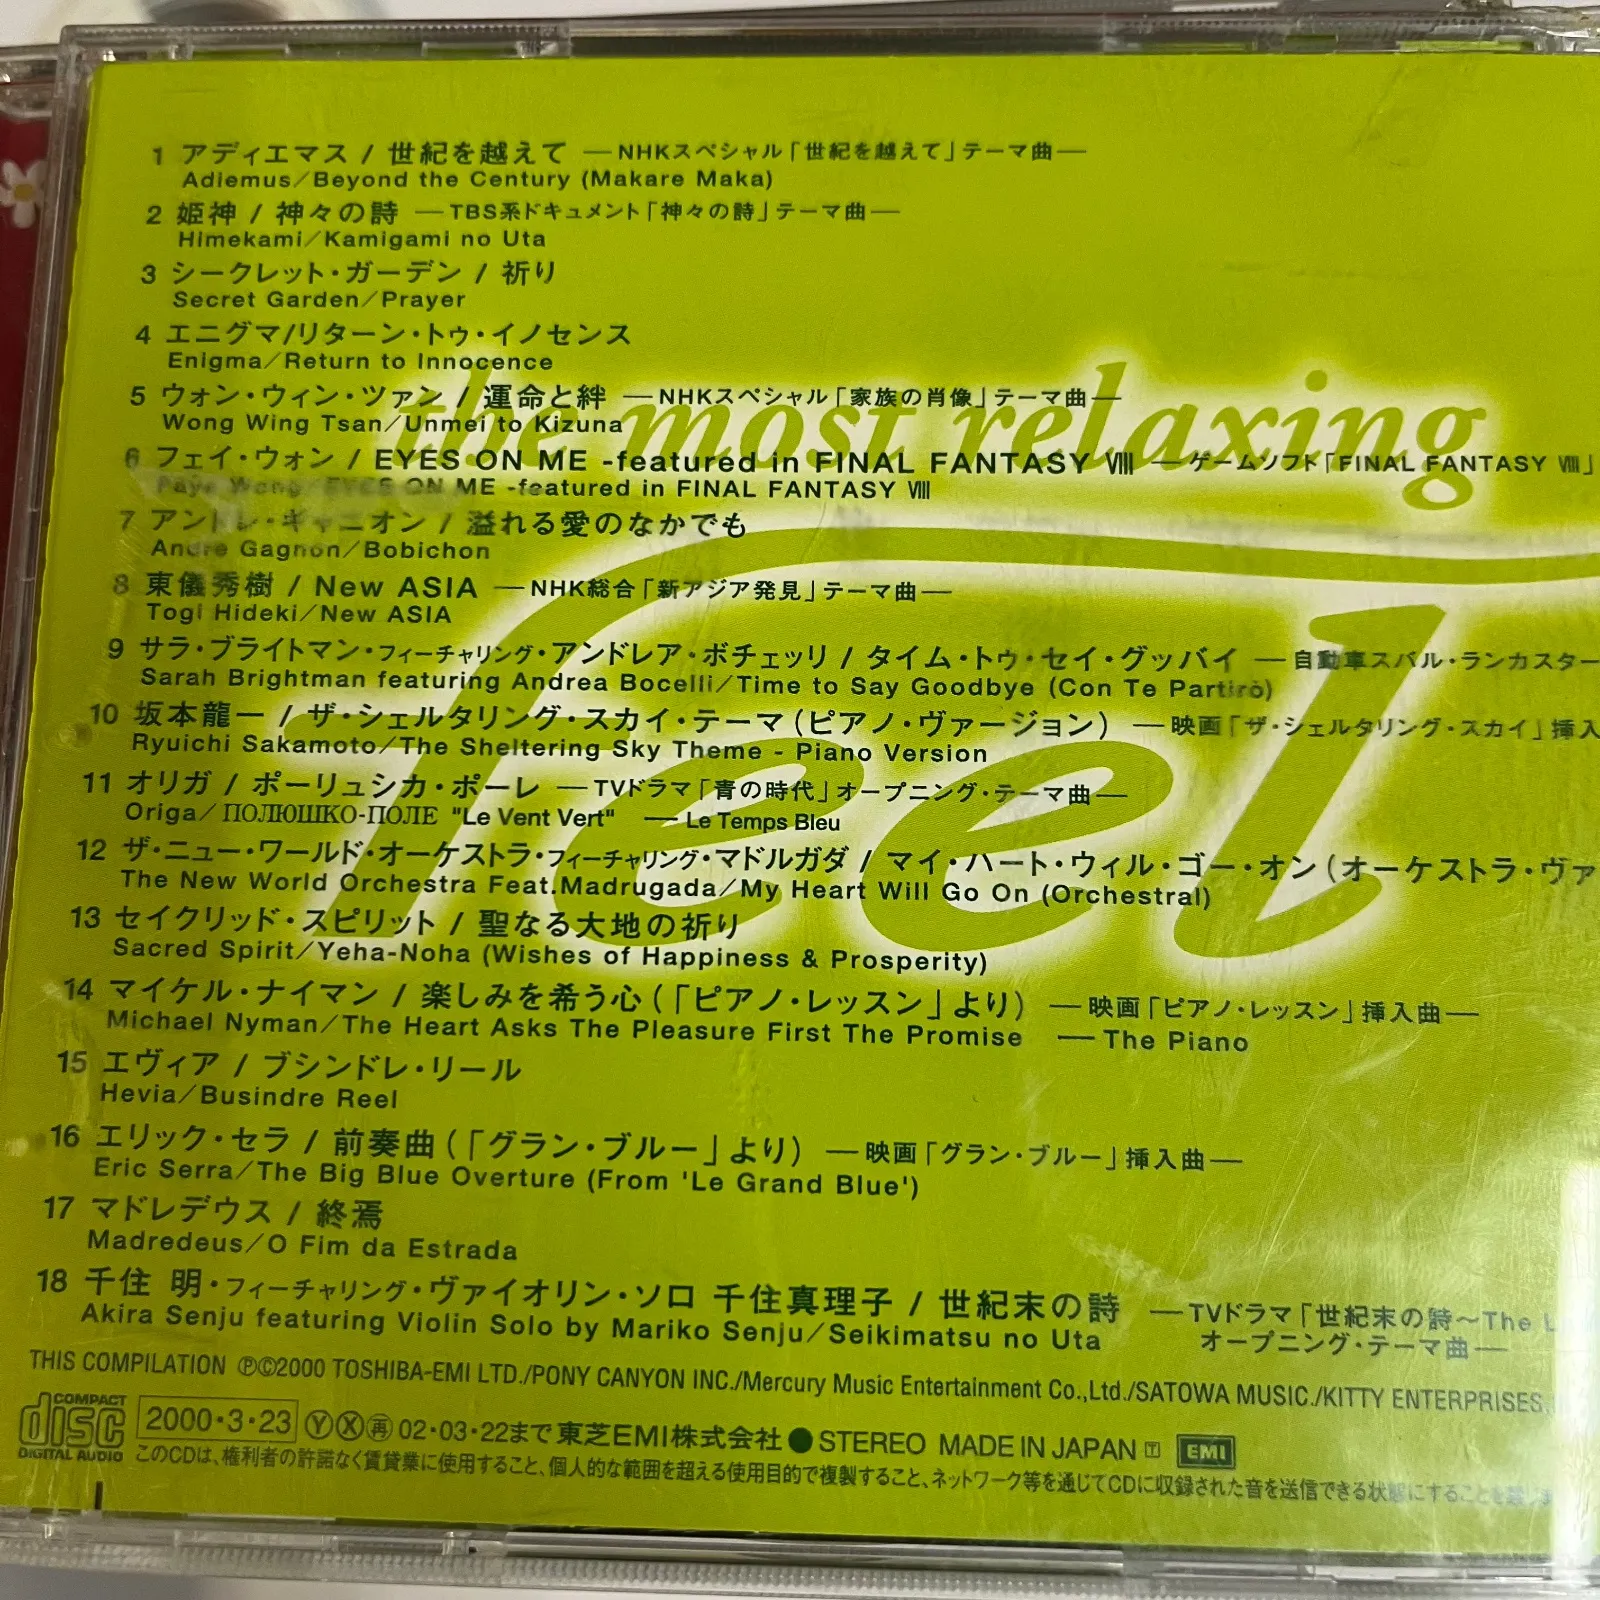 the most relaxing
feel
1 アディエマス / 世紀を越えて ―NHKスペシャル「世紀を越えて」テーマ曲―
Adiemus/Beyond the Century (Makare Maka)
2 姫神 / 神々の詩 ―TBS系ドキュメント「神々の詩」テーマ曲―
Himekami/Kamigami no Uta
3 シークレット・ガーデン / 祈り
Secret Garden/Prayer
4 エニグマ/リターン・トゥ・イノセンス
Enigma/Return to Innocence
5 ウォン・ウィン・ツァン / 運命と絆 ―NHKスペシャル「家族の肖像」テーマ曲―
Wong Wing Tsan/Unmei to Kizuna
6 フェイ・ウォン / EYES ON ME -featured in FINAL FANTASY Ⅷ ―ゲームソフト「FINAL FANTASY Ⅷ」
Faye Wong/EYES ON ME -featured in FINAL FANTASY Ⅷ
7 アンドレ・ギャニオン / 溢れる愛のなかでも
Andre Gagnon/Bobichon
8 東儀秀樹 / New ASIA ―NHK総合「新アジア発見」テーマ曲―
Togi Hideki/New ASIA
9 サラ・ブライトマン・フィーチャリング・アンドレア・ボチェッリ / タイム・トゥ・セイ・グッバイ ―自動車スバル・ランカスター
Sarah Brightman featuring Andrea Bocelli/Time to Say Goodbye (Con Te Partirò)
10 坂本龍一 / ザ・シェルタリング・スカイ・テーマ(ピアノ・ヴァージョン) ―映画「ザ・シェルタリング・スカイ」挿入
Ryuichi Sakamoto/The Sheltering Sky Theme - Piano Version
11 オリガ / ポーリュシカ・ポーレ ―TVドラマ「青の時代」オープニング・テーマ曲―
Origa/ ПОЛЮШКО-ПОЛЕ "Le Vent Vert" ―Le Temps Bleu
12 ザ・ニュー・ワールド・オーケストラ・フィーチャリング・マドルガダ / マイ・ハート・ウィル・ゴー・オン(オーケストラ・ヴァ
The New World Orchestra Feat.Madrugada/My Heart Will Go On (Orchestral)
13 セイクリッド・スピリット / 聖なる大地の祈り
Sacred Spirit/Yeha-Noha (Wishes of Happiness & Prosperity)
14 マイケル・ナイマン / 楽しみを希う心(「ピアノ・レッスン」より) ―映画「ピアノ・レッスン」挿入曲―
Michael Nyman/The Heart Asks The Pleasure First The Promise ―The Piano
15 エヴィア / ブシンドレ・リール
Hevia/Busindre Reel
16 エリック・セラ / 前奏曲(「グラン・ブルー」より) ―映画「グラン・ブルー」挿入曲―
Eric Serra/The Big Blue Overture (From 'Le Grand Blue')
17 マドレデウス / 終焉
Madredeus/O Fim da Estrada
18 千住 明・フィーチャリング・ヴァイオリン・ソロ 千住真理子 / 世紀末の詩 ―TVドラマ「世紀末の詩〜The
Akira Senju featuring Violin Solo by Mariko Senju/Seikimatsu no Uta オープニング・テーマ曲―
THIS COMPILATION ℗©2000 TOSHIBA-EMI LTD./PONY CANYON INC./Mercury Music Entertainment Co.,Ltd./SATOWA MUSIC./KITTY ENTERPRISES,
COMPACT disc DIGITAL AUDIO 2000・3・23 Ⓨ Ⓧ 再 02・03・22まで 東芝EMI株式会社 ●STEREO MADE IN JAPAN T EMI
このCDは、権利者の許諾なく賃貸業に使用すること、個人的な範囲を超える使用目的で複製すること、ネットワーク等を通じてCDに収録された音を送信できる状態にすることを